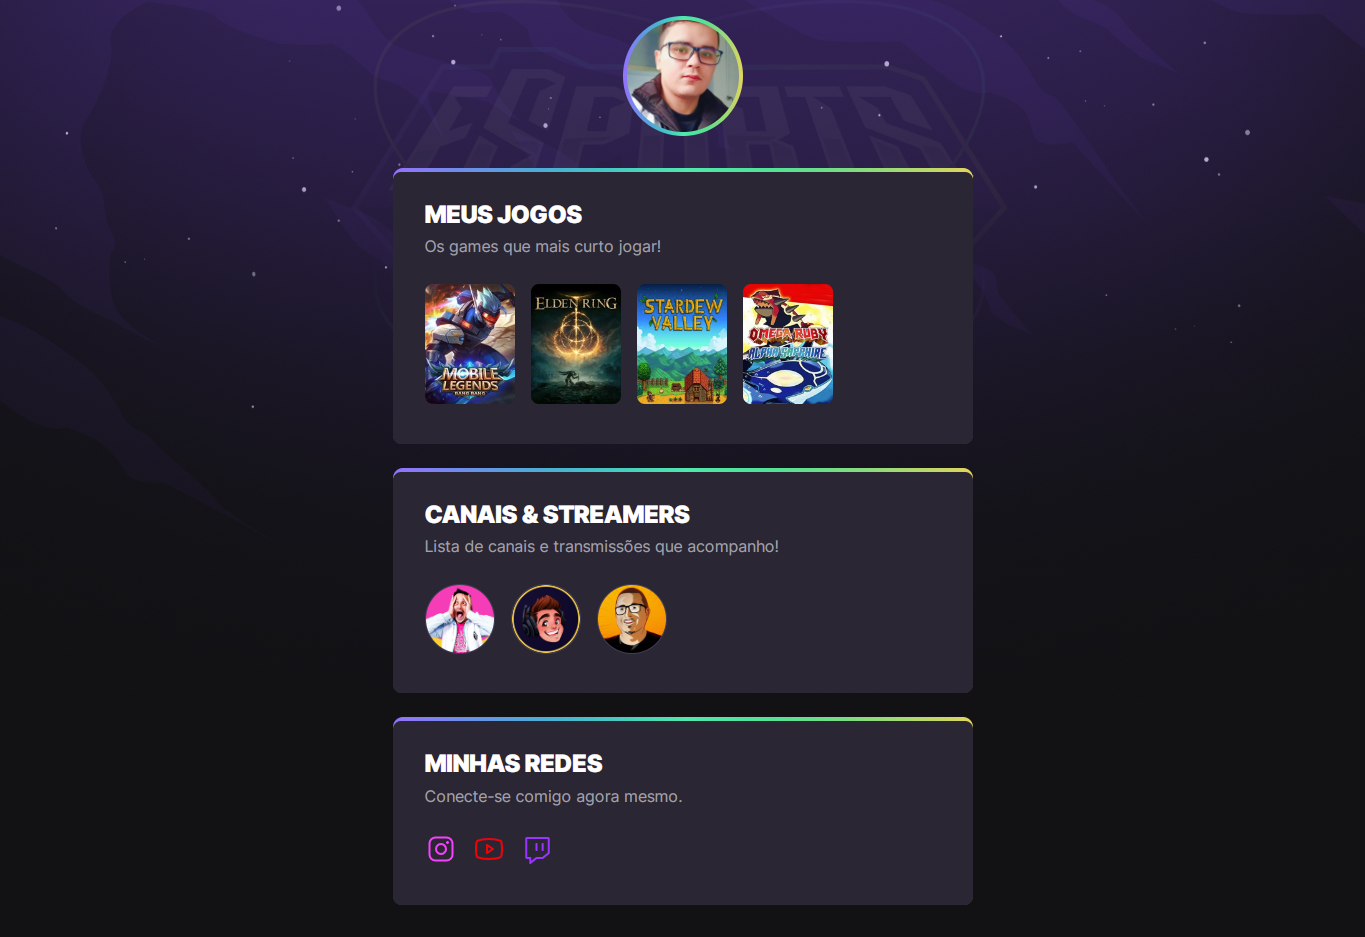 ESPORTS
MEUS JOGOS
Os games que mais curto jogar!
MOBILE
LEGENDS
BANG BANG
ELDEN RING
STARDEW
VALLEY
OMEGA RUBY
ALPHA SAPPHIRE
CANAIS & STREAMERS
Lista de canais e transmissões que acompanho!
MINHAS REDES
Conecte-se comigo agora mesmo.